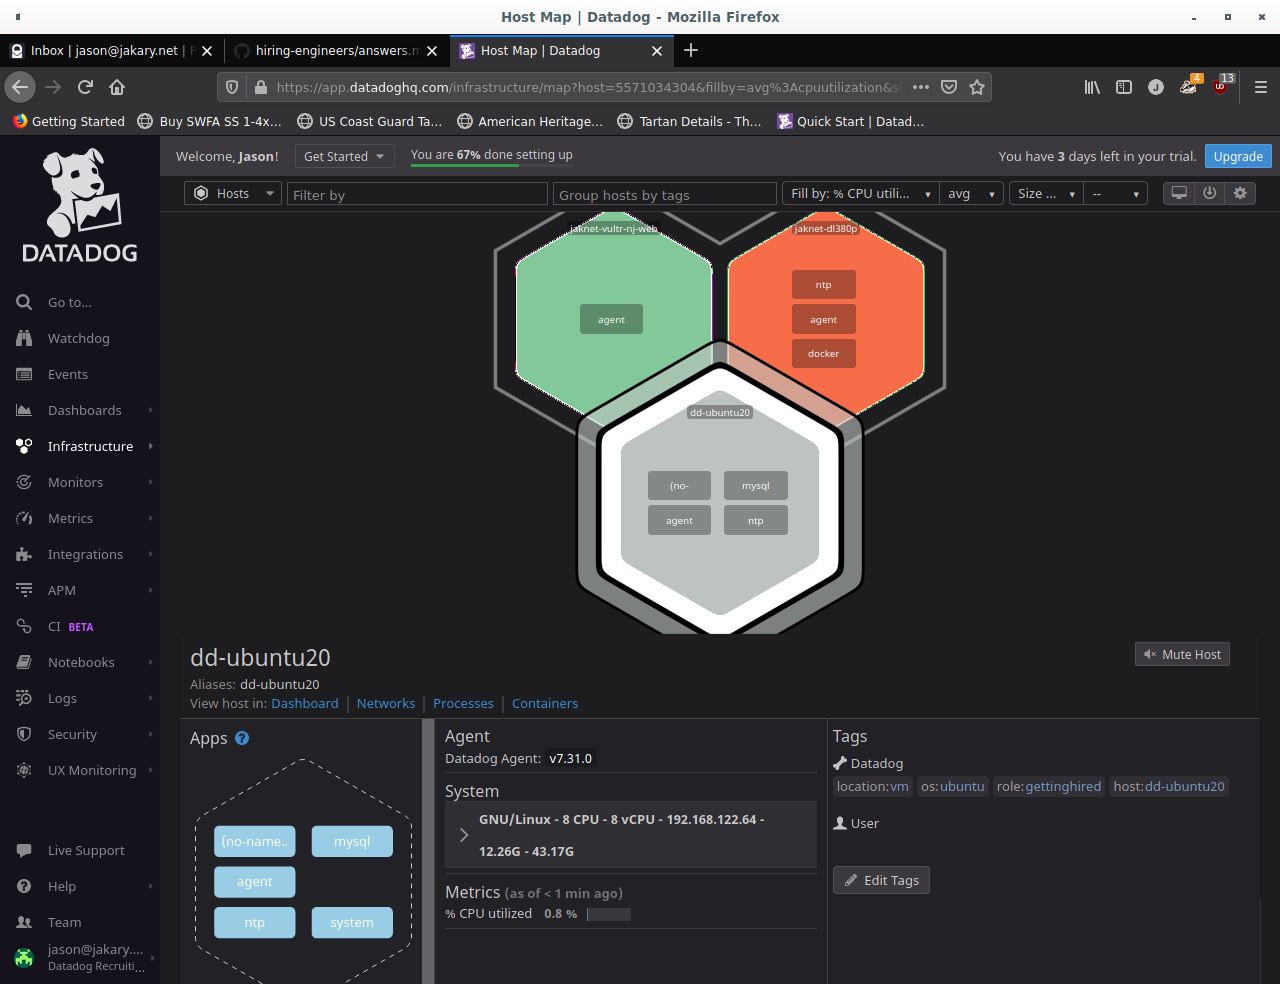 Host Map | Datadog - Mozilla Firefox
Inbox | jason@jakary.net |
hiring-engineers/answers.m
Host Map | Datadog
https://app.datadoghq.com/infrastructure/map?host=5571034304&fillby=avg%3Acpuutilization&
4
13
J
Getting Started
Buy SWFA SS 1-4x...
US Coast Guard Ta...
American Heritage...
Tartan Details - Th...
Quick Start | Datad...
DATADOG
Welcome, Jason!
Get Started
You are 67% done setting up
You have 3 days left in your trial.
Upgrade
Hosts
Filter by
Group hosts by tags
Fill by: % CPU utili...
avg
Size ...
--
Go to...
Watchdog
Events
Dashboards
Infrastructure
Monitors
Metrics
Integrations
APM
CI BETA
Notebooks
Logs
Security
UX Monitoring
Live Support
Help
Team
jason@jakary....
Datadog Recruiti...
jaknet-vultr-nj-web
agent
jaknet-dl380p
ntp
agent
docker
dd-ubuntu20
(no-
mysql
agent
ntp
dd-ubuntu20
Mute Host
Aliases: dd-ubuntu20
View host in: Dashboard | Networks | Processes | Containers
Apps
(no-name..
mysql
agent
ntp
system
Agent
Datadog Agent: v7.31.0
System
GNU/Linux - 8 CPU - 8 vCPU - 192.168.122.64 -
12.26G - 43.17G
Metrics (as of < 1 min ago)
% CPU utilized 0.8 %
Tags
Datadog
location:vm os:ubuntu role:gettinghired host:dd-ubuntu20
User
Edit Tags